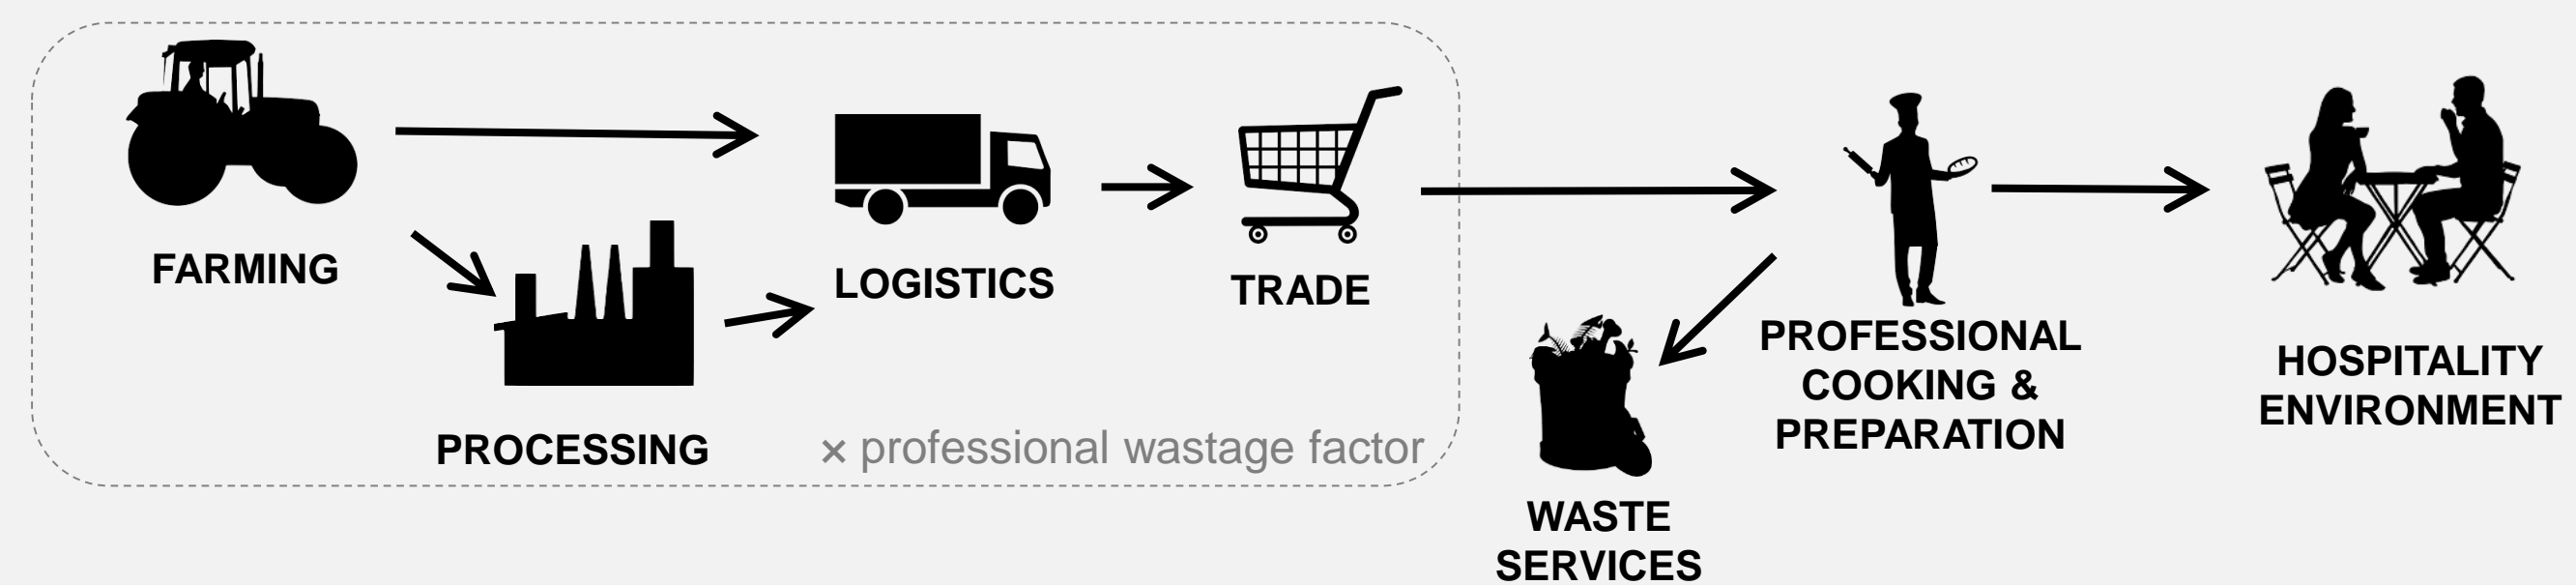 FARMING
PROCESSING
LOGISTICS
TRADE
× professional wastage factor
WASTE
SERVICES
PROFESSIONAL
COOKING &
PREPARATION
HOSPITALITY
ENVIRONMENT